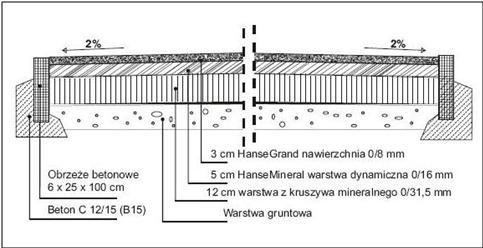 2%
2%
3 cm HanseGrand nawierzchnia 0/8 mm
5 cm HanseMineral warstwa dynamiczna 0/16 mm
12 cm warstwa z kruszywa mineralnego 0/31,5 mm
Warstwa gruntowa
Obrzeże betonowe
6 x 25 x 100 cm
Beton C 12/15 (B15)